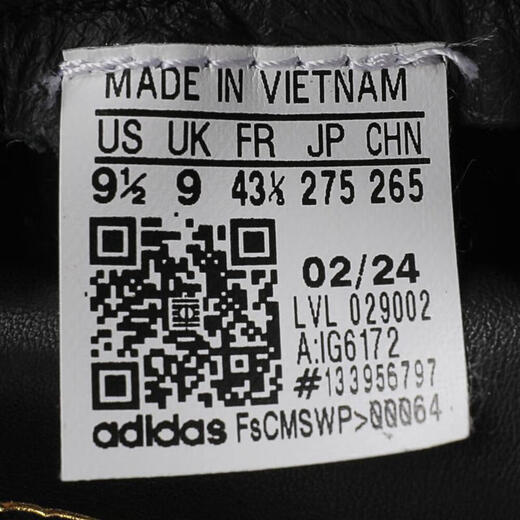 MADE IN VIETNAM
US UK FR JP CHN
9½ 9 43⅓ 275 265
02/24
LVL 029002
A:IG6172
#133956797
adidas FsCMSWP>00064